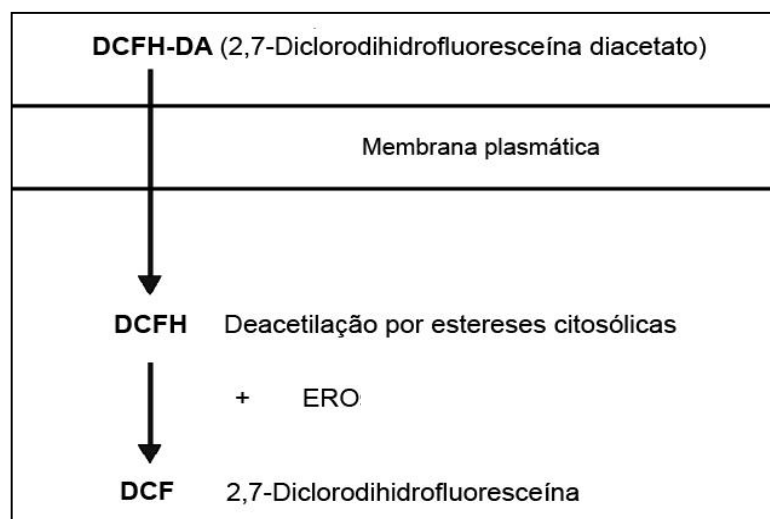 DCFH-DA (2,7-Diclorodihidrofluoresceína diacetato)
Membrana plasmática
DCFH Deacetilação por estereses citosólicas
+ ERO
DCF 2,7-Diclorodihidrofluoresceína